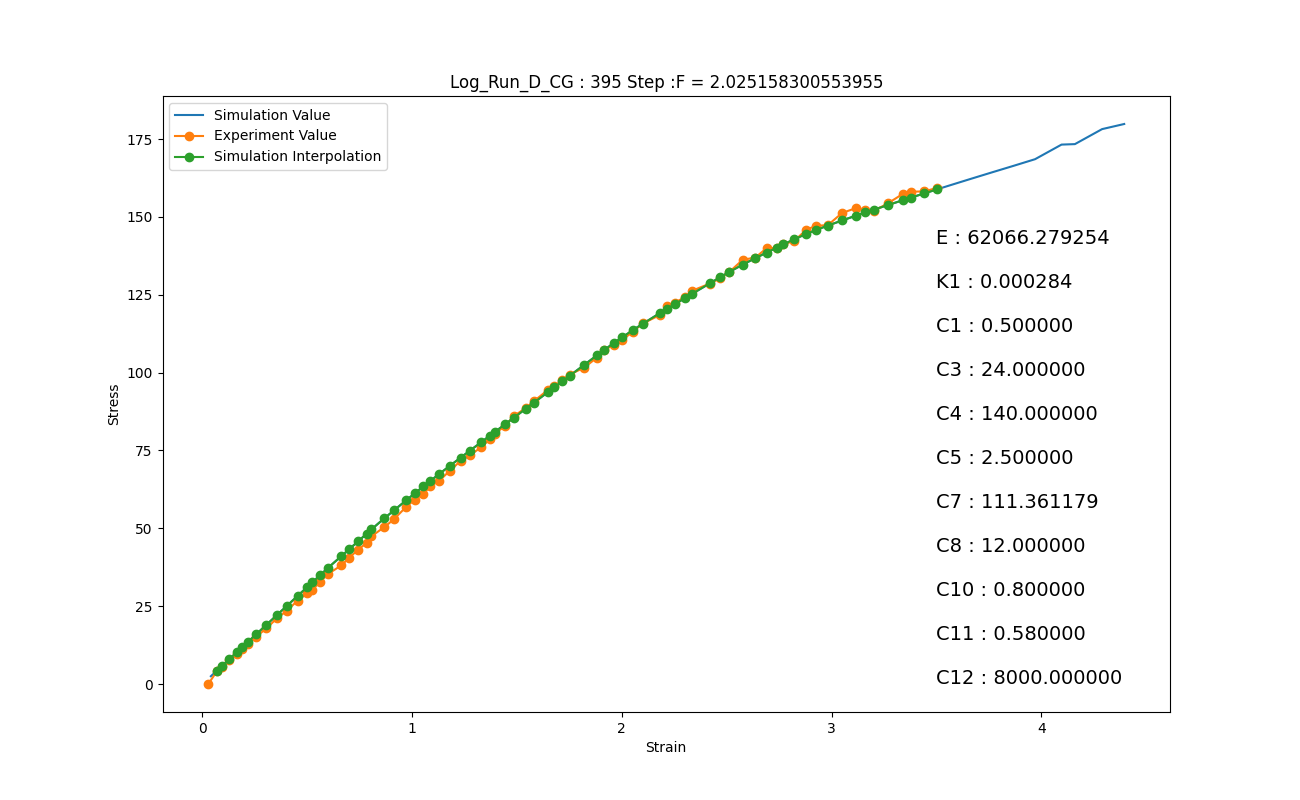 Log_Run_D_CG : 395 Step :F = 2.025158300553955
Simulation Value
Experiment Value
Simulation Interpolation
175
150
125
100
75
50
25
0
Stress
E : 62066.279254
K1 : 0.000284
C1 : 0.500000
C3 : 24.000000
C4 : 140.000000
C5 : 2.500000
C7 : 111.361179
C8 : 12.000000
C10 : 0.800000
C11 : 0.580000
C12 : 8000.000000
0 1 2 3 4
Strain